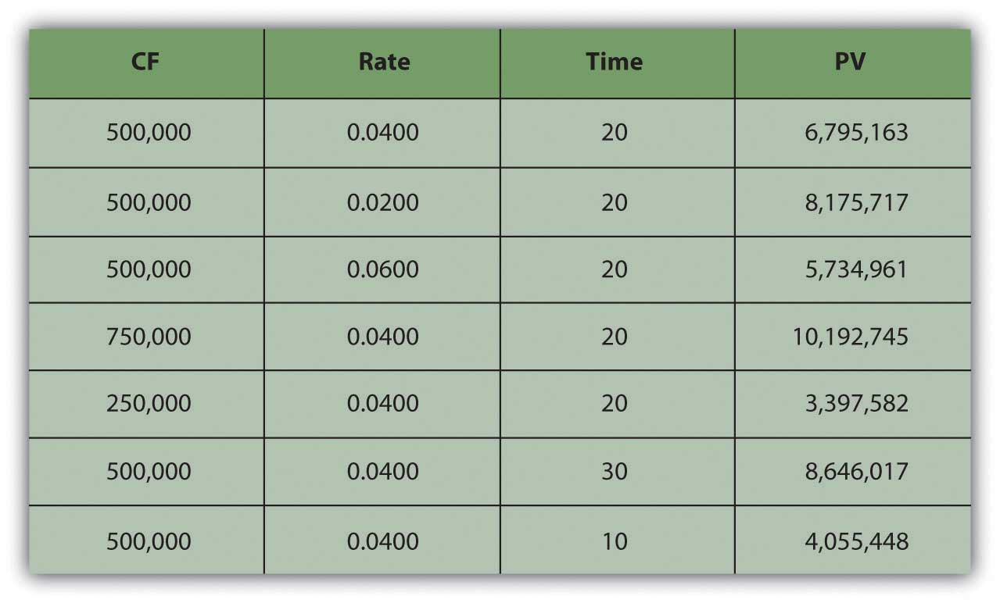 CF Rate Time PV
500,000 0.0400 20 6,795,163
500,000 0.0200 20 8,175,717
500,000 0.0600 20 5,734,961
750,000 0.0400 20 10,192,745
250,000 0.0400 20 3,397,582
500,000 0.0400 30 8,646,017
500,000 0.0400 10 4,055,448